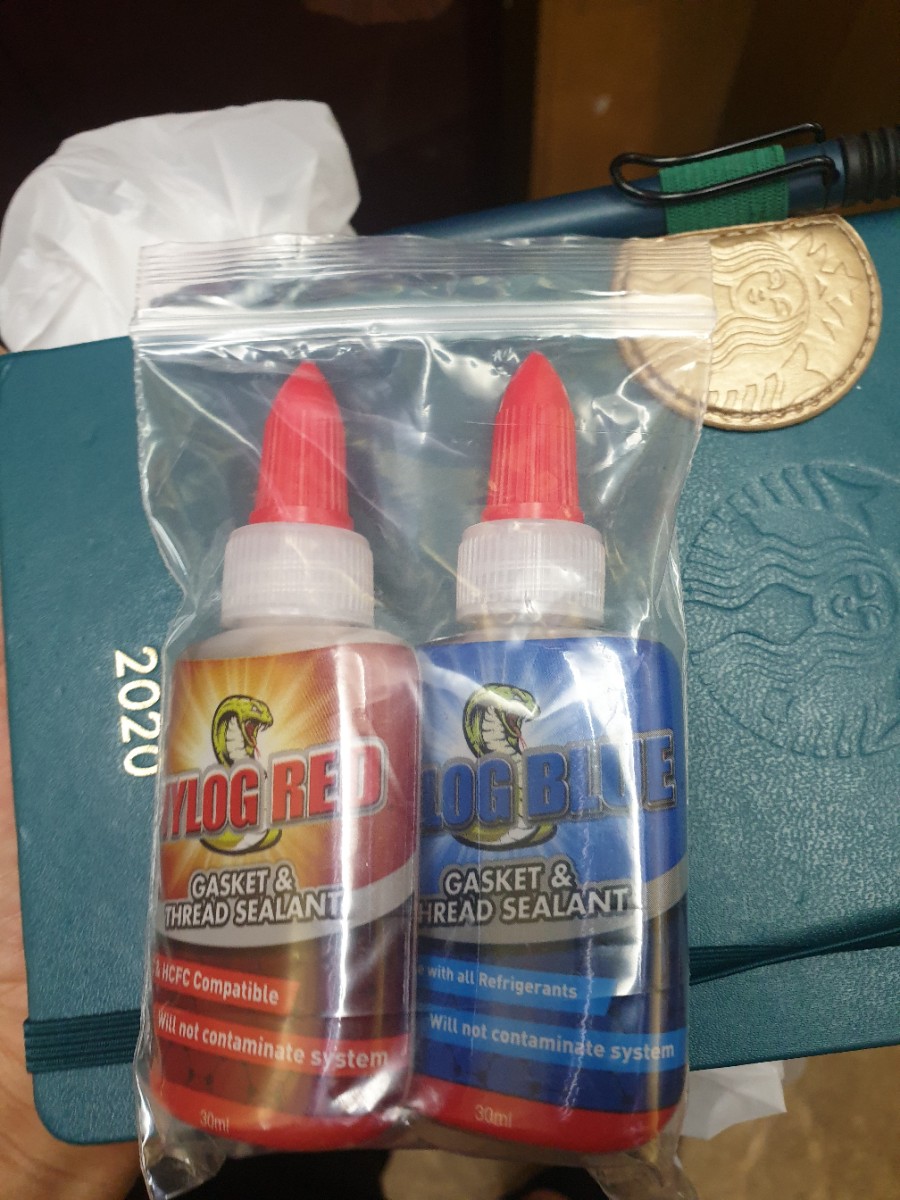 2020
YLOG RED
GASKET &
THREAD SEALANT
& HCFC Compatible
Will not contaminate system
30ml
LOG BLUE
GASKET &
HREAD SEALANT
e with all Refrigerants
Will not contaminate system
30ml